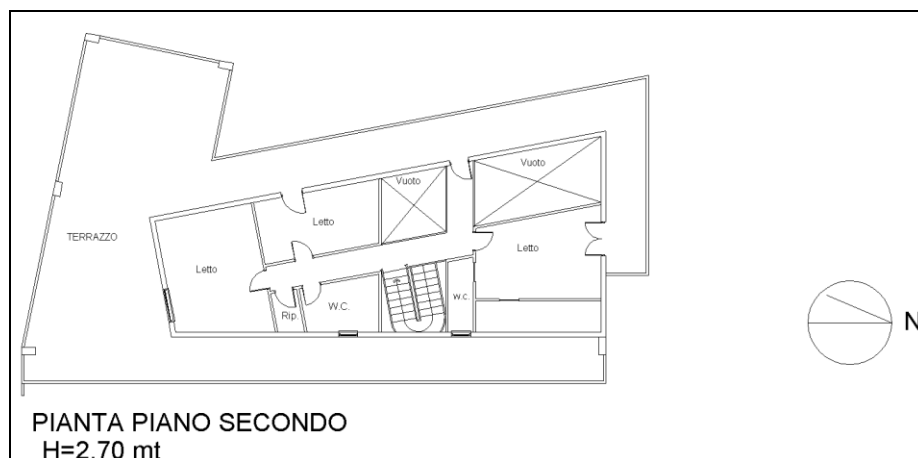 Vuoto
Vuoto
Letto
TERRAZZO
Letto
Letto
Rip.
W.C.
W.C.
N
PIANTA PIANO SECONDO
H=2.70 mt